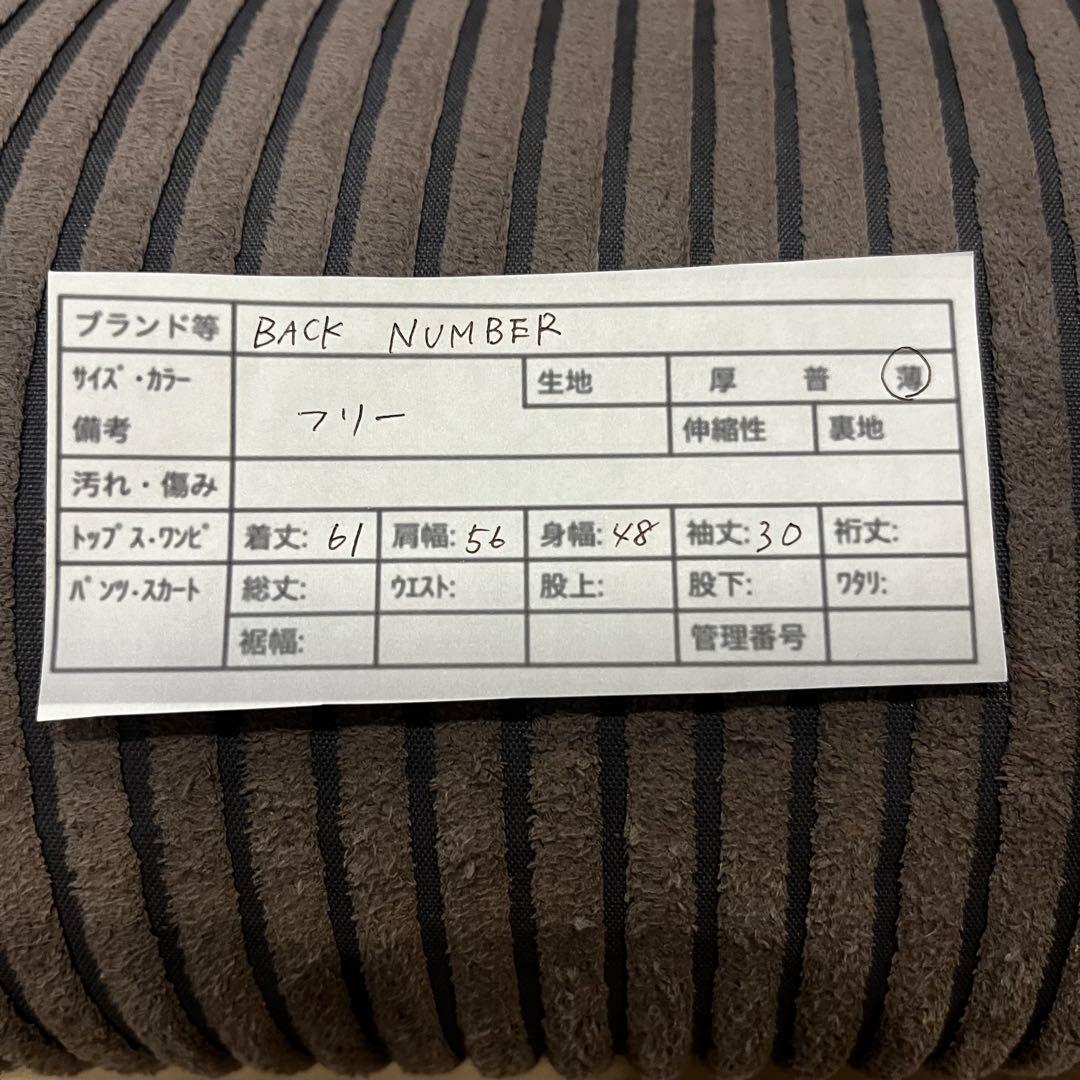 ブランド等 BACK NUMBER
サイズ・カラー 生地 厚 普 薄
備考 フリー 伸縮性 裏地
汚れ・傷み
トップス・ワンピ 着丈: 61 肩幅: 56 身幅: 48 袖丈: 30 裄丈:
パンツ・スカート 総丈: ウエスト: 股上: 股下: ワタリ:
裾幅: 管理番号